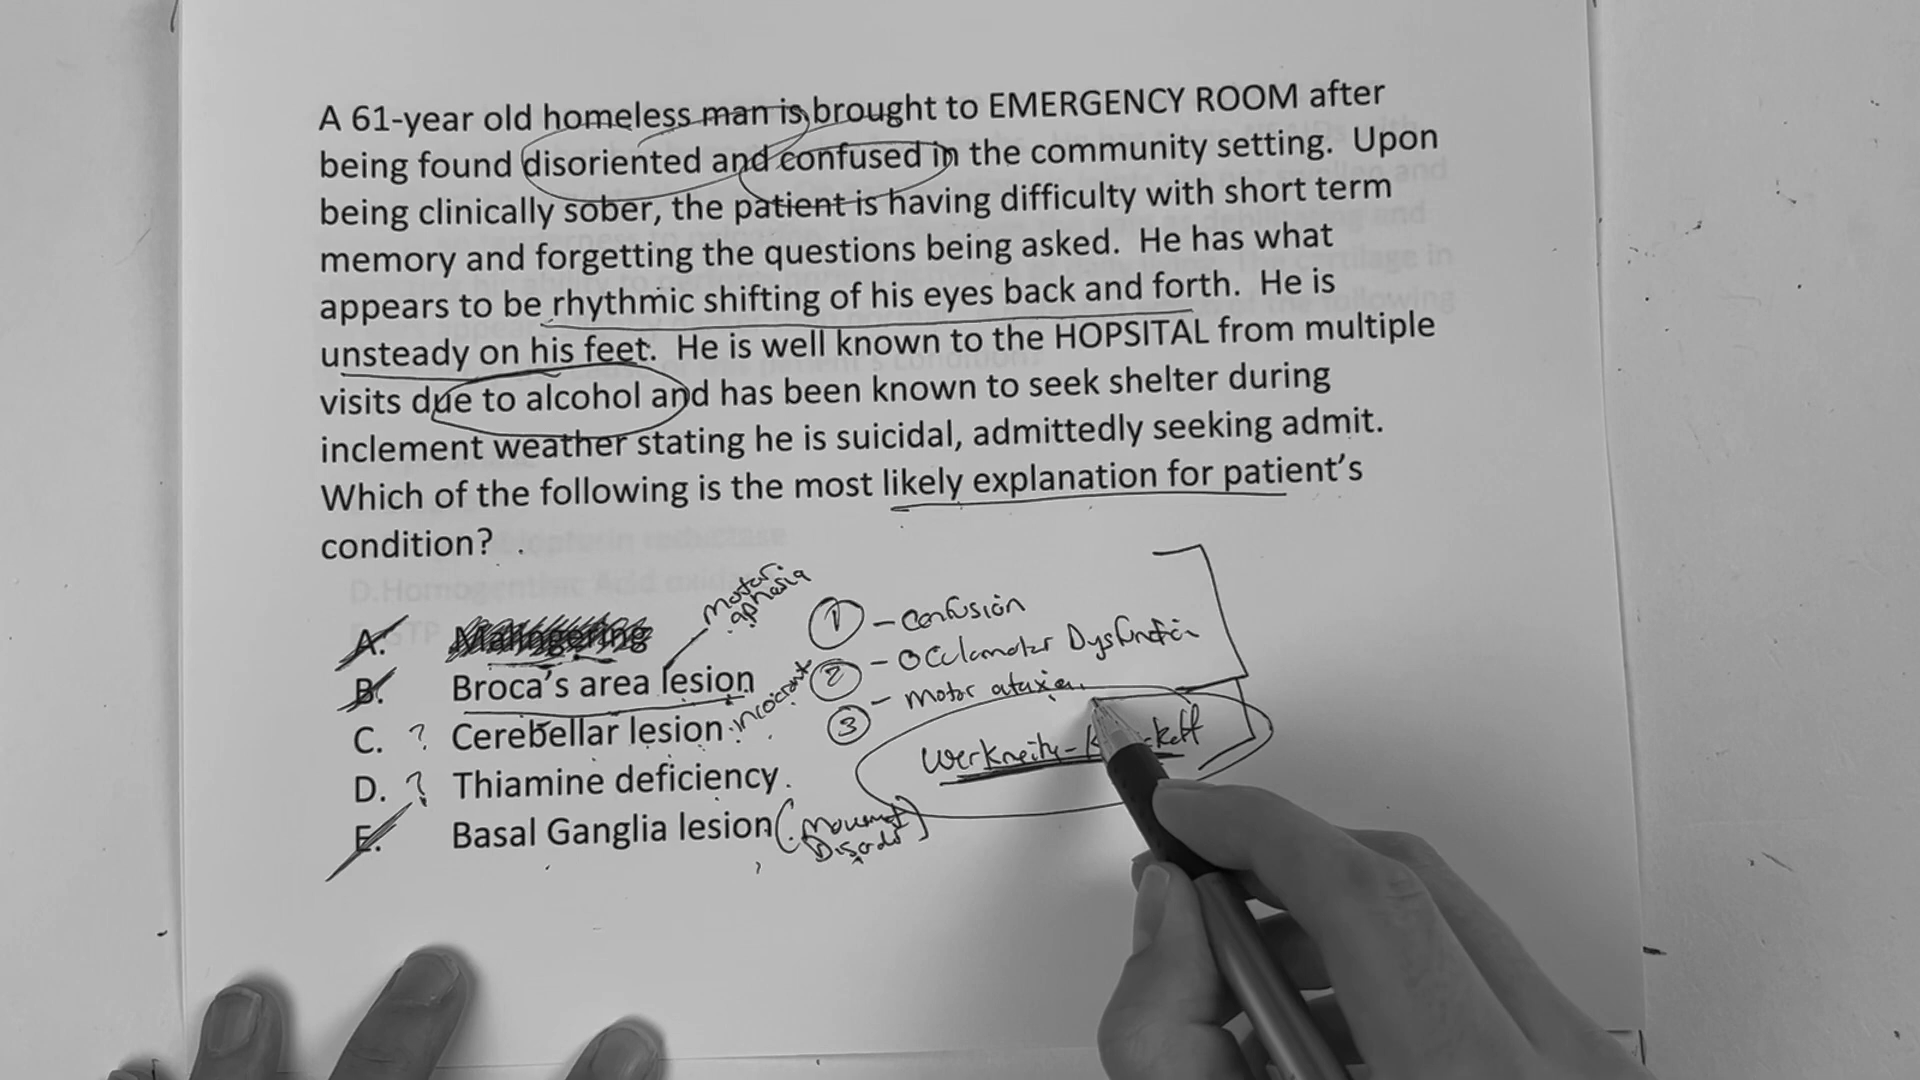 A 61-year old homeless man is brought to EMERGENCY ROOM after
being found disoriented and confused in the community setting. Upon
being clinically sober, the patient is having difficulty with short term
memory and forgetting the questions being asked. He has what
appears to be rhythmic shifting of his eyes back and forth. He is
unsteady on his feet. He is well known to the HOPSITAL from multiple
visits due to alcohol and has been known to seek shelter during
inclement weather stating he is suicidal, admittedly seeking admit.
Which of the following is the most likely explanation for patient's
condition?
A. Malingering
B. Broca's area lesion
motor
aphasia
C. ? Cerebellar lesion
D. ? Thiamine deficiency
E. Basal Ganglia lesion
(Movement
Disorder)
1 - Confusion
2 - Oculomotor Dysfunction
3 - motor ataxia
D. Homogentisic Acid
reductase